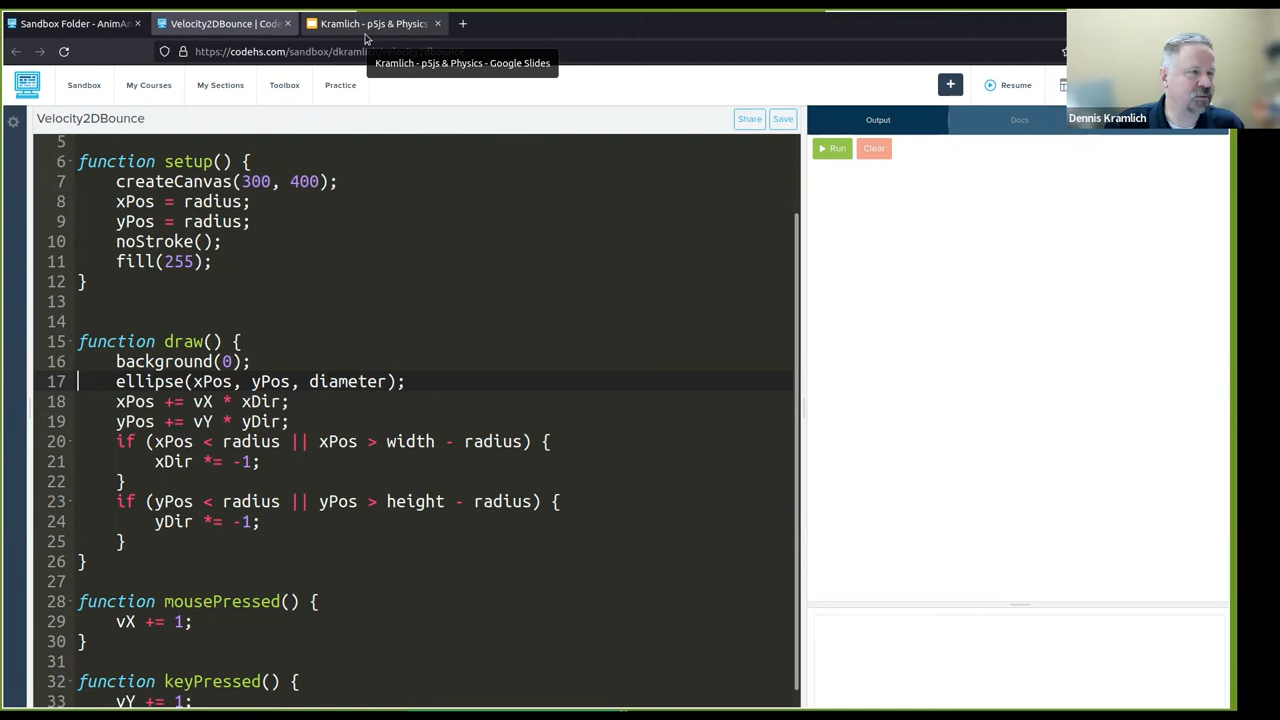 Sandbox Folder - AnimAn
Velocity2DBounce | Code
Kramlich - p5js & Physics
https://codehs.com/sandbox/dkramlich/velocity2dbounce
Kramlich - p5js & Physics - Google Slides
Sandbox
My Courses
My Sections
Toolbox
Practice
Resume
Dennis Kramlich
Velocity2DBounce
Share
Save
Output
Docs
Run
Clear
5
6 function setup() {
7 createCanvas(300, 400);
8 xPos = radius;
9 yPos = radius;
10 noStroke();
11 fill(255);
12 }
13
14
15 function draw() {
16 background(0);
17 ellipse(xPos, yPos, diameter);
18 xPos += vX * xDir;
19 yPos += vY * yDir;
20 if (xPos < radius || xPos > width - radius) {
21 xDir *= -1;
22 }
23 if (yPos < radius || yPos > height - radius) {
24 yDir *= -1;
25 }
26 }
27
28 function mousePressed() {
29 vX += 1;
30 }
31
32 function keyPressed() {
33 vY += 1;